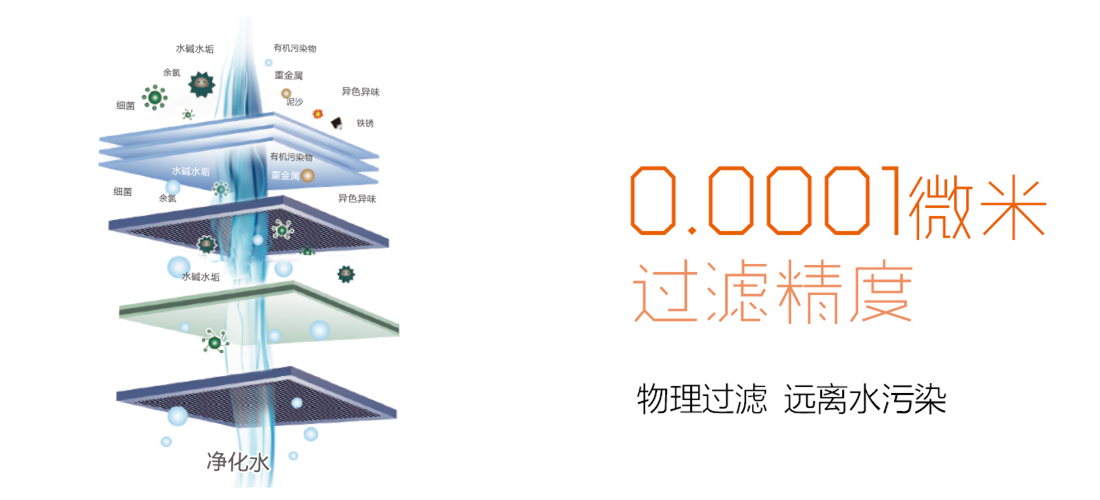 水碱水垢
有机污染物
余氯
重金属
细菌
泥沙
异色异味
铁锈
有机污染物
水碱水垢
重金属
细菌
余氯
异色异味
水碱水垢
净化水
0.0001微米
过滤精度
物理过滤 远离水污染